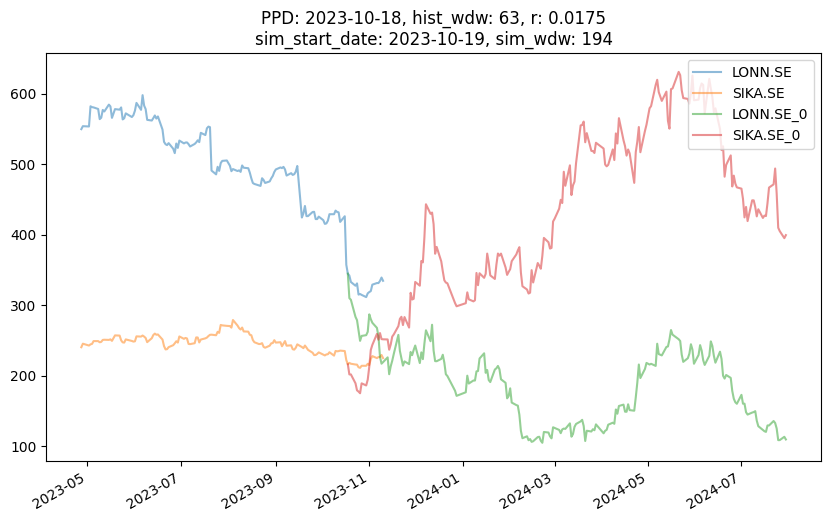 PPD: 2023-10-18, hist_wdw: 63, r: 0.0175
sim_start_date: 2023-10-19, sim_wdw: 194
LONN.SE
SIKA.SE
LONN.SE_0
SIKA.SE_0
600
500
400
300
200
100
2023-05
2023-07
2023-09
2023-11
2024-01
2024-03
2024-05
2024-07